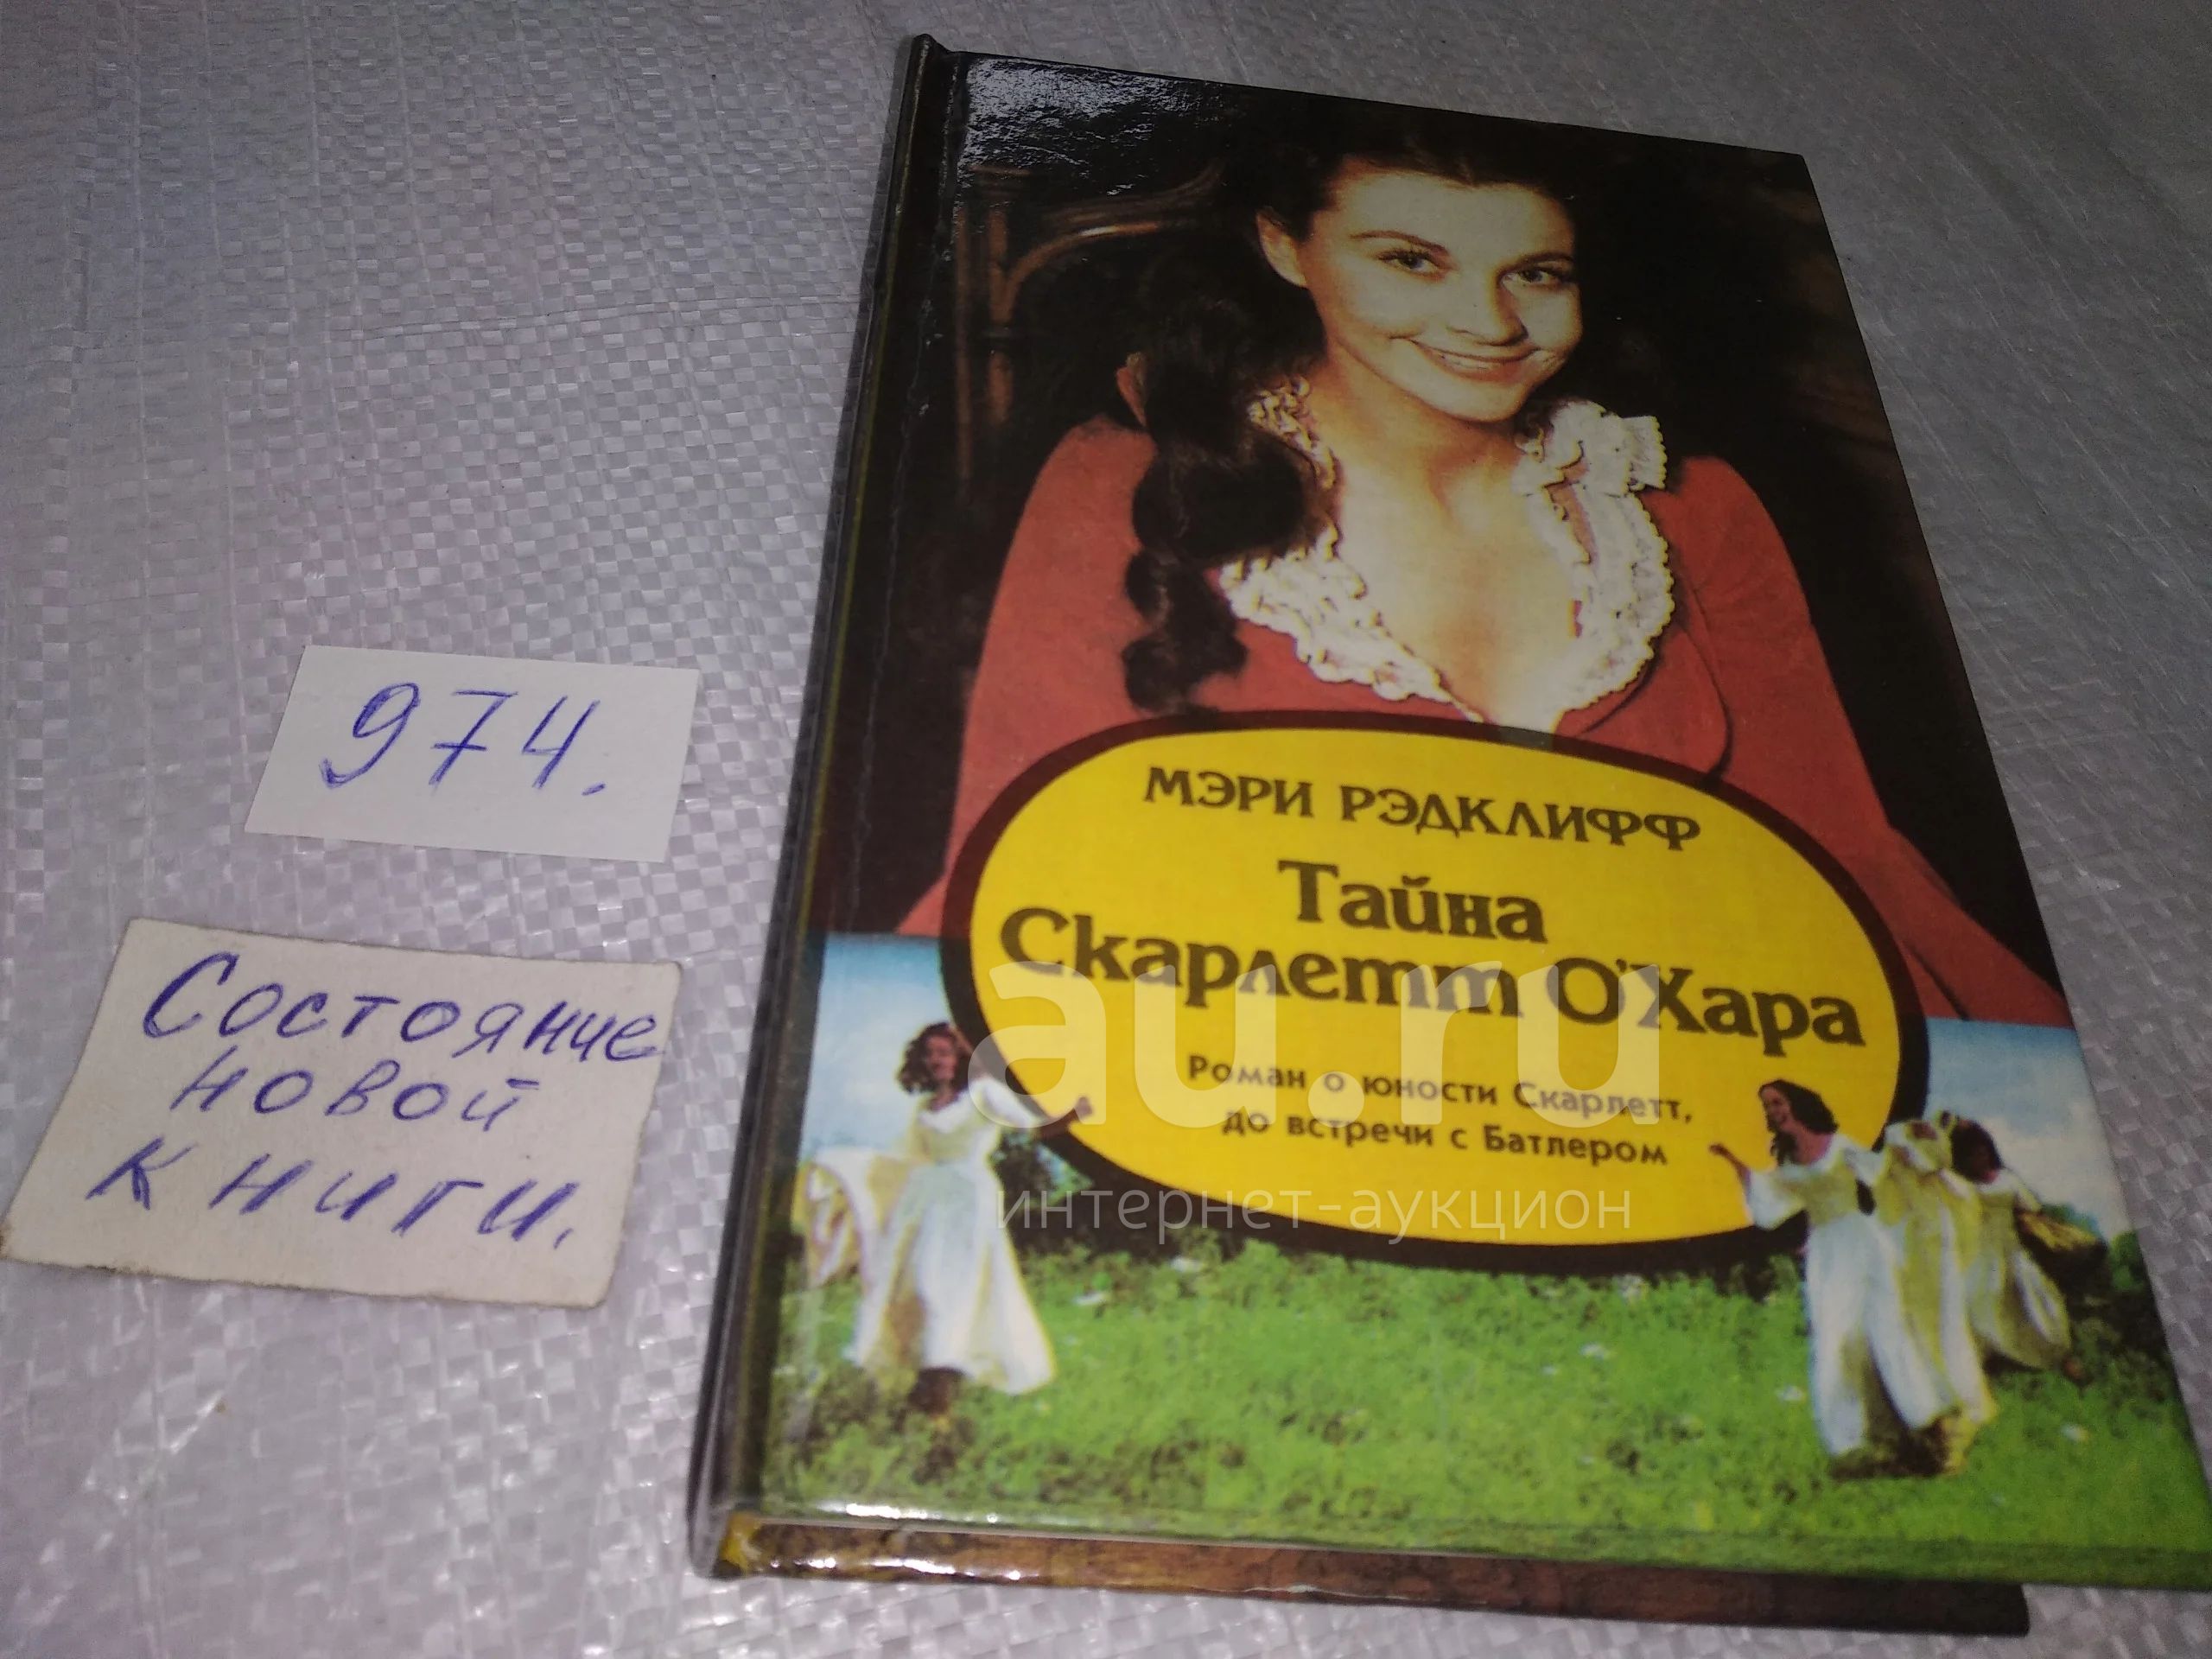 974.
Состояние
новой
книги.
МЭРИ РЭДКЛИФФ
Тайна
Скарлетт О'Хара
Роман о юности Скарлетт,
до встречи с Батлером
au.ru
интернет-аукцион